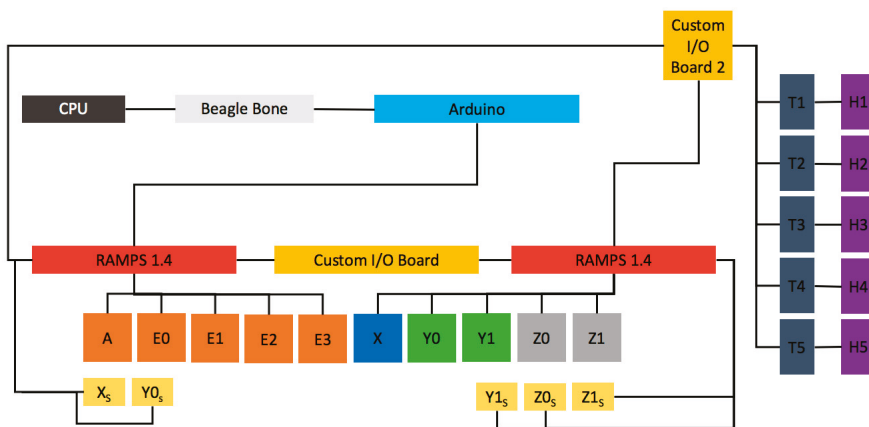 Custom
I/O
Board 2
CPU
Beagle Bone
Arduino
T1
H1
T2
H2
T3
H3
T4
H4
T5
H5
RAMPS 1.4
Custom I/O Board
RAMPS 1.4
A
E0
E1
E2
E3
X
Y0
Y1
Z0
Z1
Xs
Y0s
Y1s
Z0s
Z1s